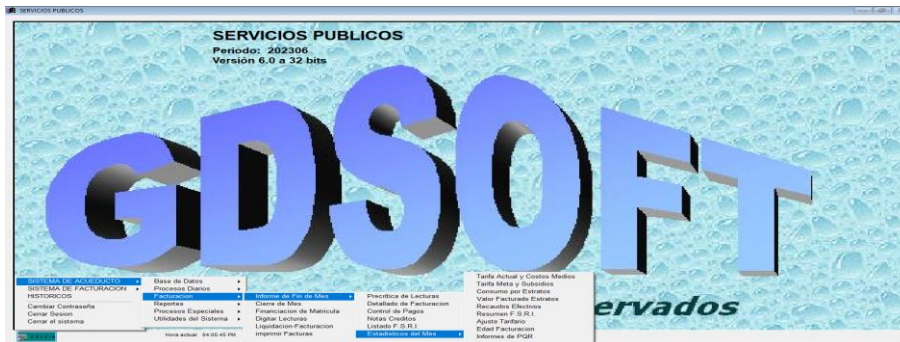 SERVICIOS PUBLICOS
SERVICIOS PUBLICOS
Periodo: 202306
Versión 6.0 a 32 bits
GDSOFT
ervados
SISTEMA DE ACUEDUCTO
SISTEMA DE FACTURACION
HISTORICOS
Cambiar Contraseña
Cerrar Sesion
Cerrar el sistema
Base de Datos
Procesos Diarios
Facturacion
Reportes
Procesos Especiales
Utilidades del Sistema
Informe de Fin de Mes
Cierre de Mes
Financiacion de Matricula
Digitar Lecturas
Liquidacion-Facturacion
Imprimir Facturas
Precritica de Lecturas
Detallado de Facturacion
Control de Pagos
Notas Creditos
Listado F.S.R.I
Estadisticos del Mes
Tarifa Actual y Costos Medios
Tarifa Meta y Subsidios
Consumo por Estratos
Valor Facturado Estratos
Recaudos Efectivos
Resumen F.S.R.I.
Ajuste Tarifario
Edad Facturacion
Informes de PQR
Hora actual 04:05:45 PM